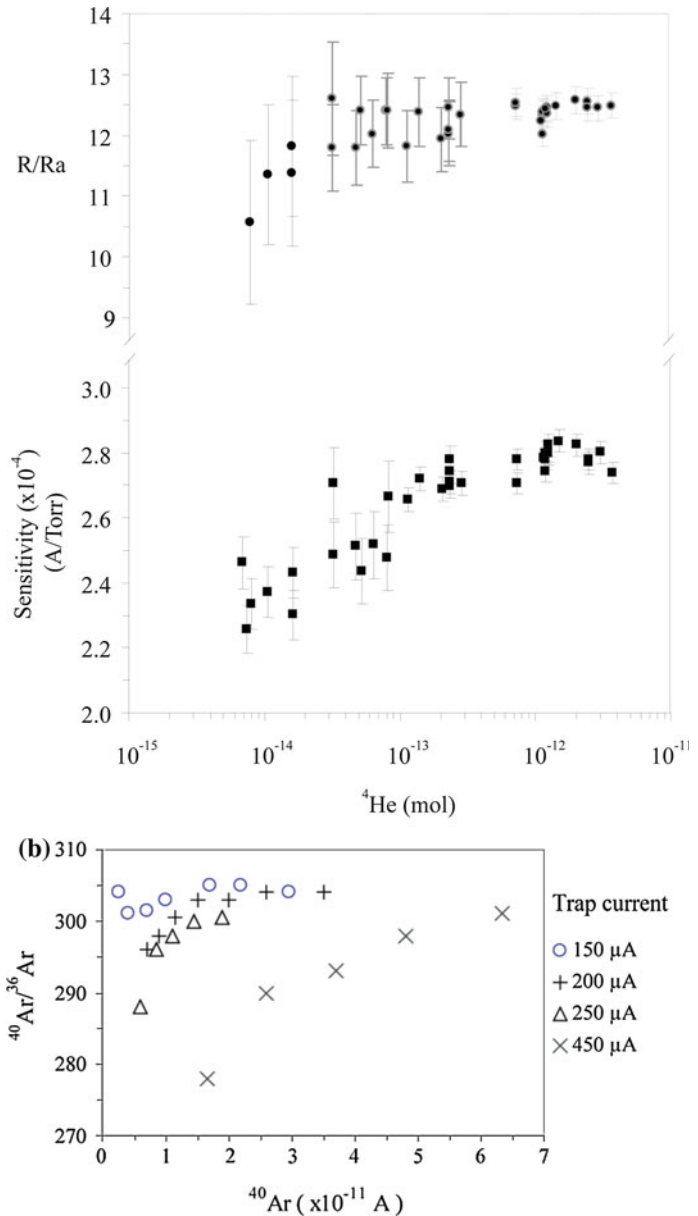 14
13
12
R/Ra
11
10
9
3.0
2.8
2.6
Sensitivity (x10⁻⁴)
(A/Torr)
2.4
2.2
2.0
10⁻¹⁵ 10⁻¹⁴ 10⁻¹³ 10⁻¹² 10⁻¹¹
⁴He (mol)
(b)
310
300
⁴⁰Ar/³⁶Ar
290
280
270
0 1 2 3 4 5 6 7
⁴⁰Ar ( x10⁻¹¹ A )
Trap current
150 µA
200 µA
250 µA
450 µA